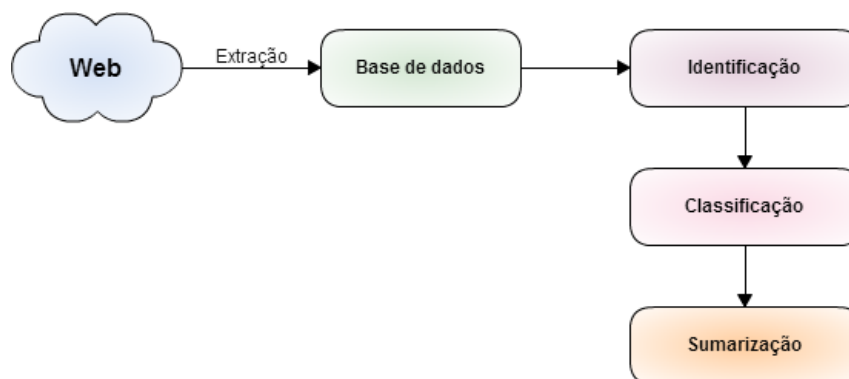 Web
Extração
Base de dados
Identificação
Classificação
Sumarização